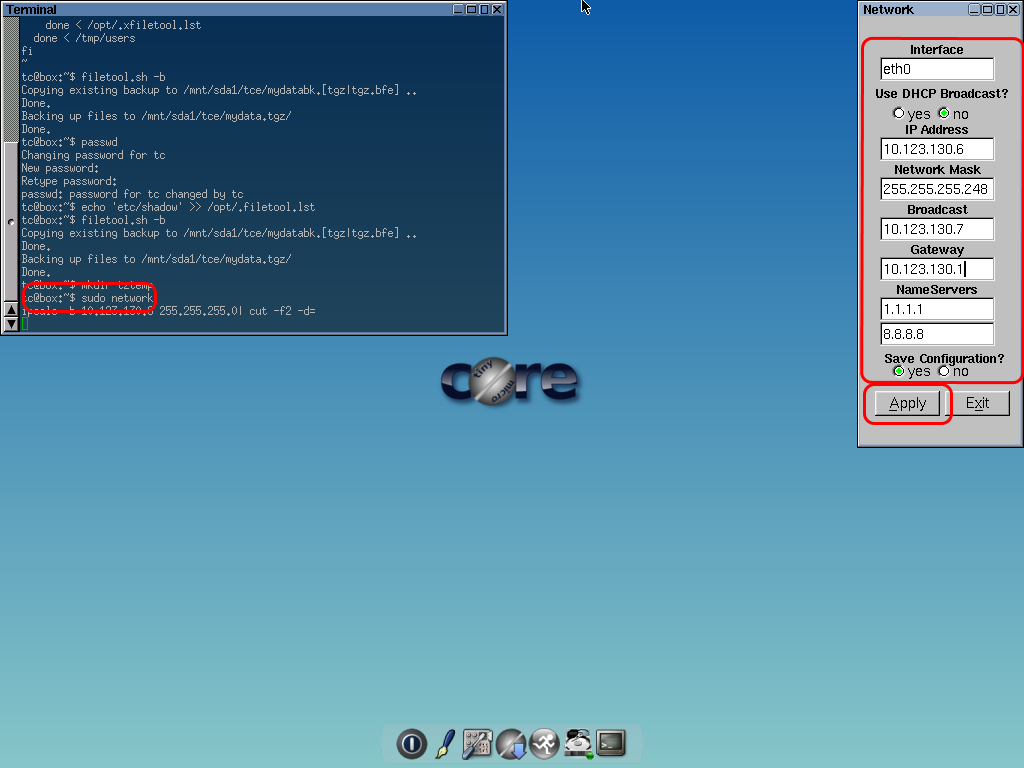 Terminal
done < /opt/.xfiletool.lst
done < /tmp/users
fi
~
tc@box:~$ filetool.sh -b
Copying existing backup to /mnt/sda1/tce/mydatabk.[tgz|tgz.bfe] ..
Done.
Backing up files to /mnt/sda1/tce/mydata.tgz/
Done.
tc@box:~$ passwd
Changing password for tc
New password:
Retype password:
passwd: password for tc changed by tc
tc@box:~$ echo 'etc/shadow' >> /opt/.filetool.lst
tc@box:~$ filetool.sh -b
Copying existing backup to /mnt/sda1/tce/mydatabk.[tgz|tgz.bfe] ..
Done.
Backing up files to /mnt/sda1/tce/mydata.tgz/
Done.
tc@box:~$ mkdir tztemp
tc@box:~$ sudo network
ipcalc -b 10.123.130.6 255.255.255.0| cut -f2 -d=
Network
Interface
eth0
Use DHCP Broadcast?
yes no
IP Address
10.123.130.6
Network Mask
255.255.255.248
Broadcast
10.123.130.7
Gateway
10.123.130.1
NameServers
1.1.1.1
8.8.8.8
Save Configuration?
yes no
Apply Exit
core
tiny
micro